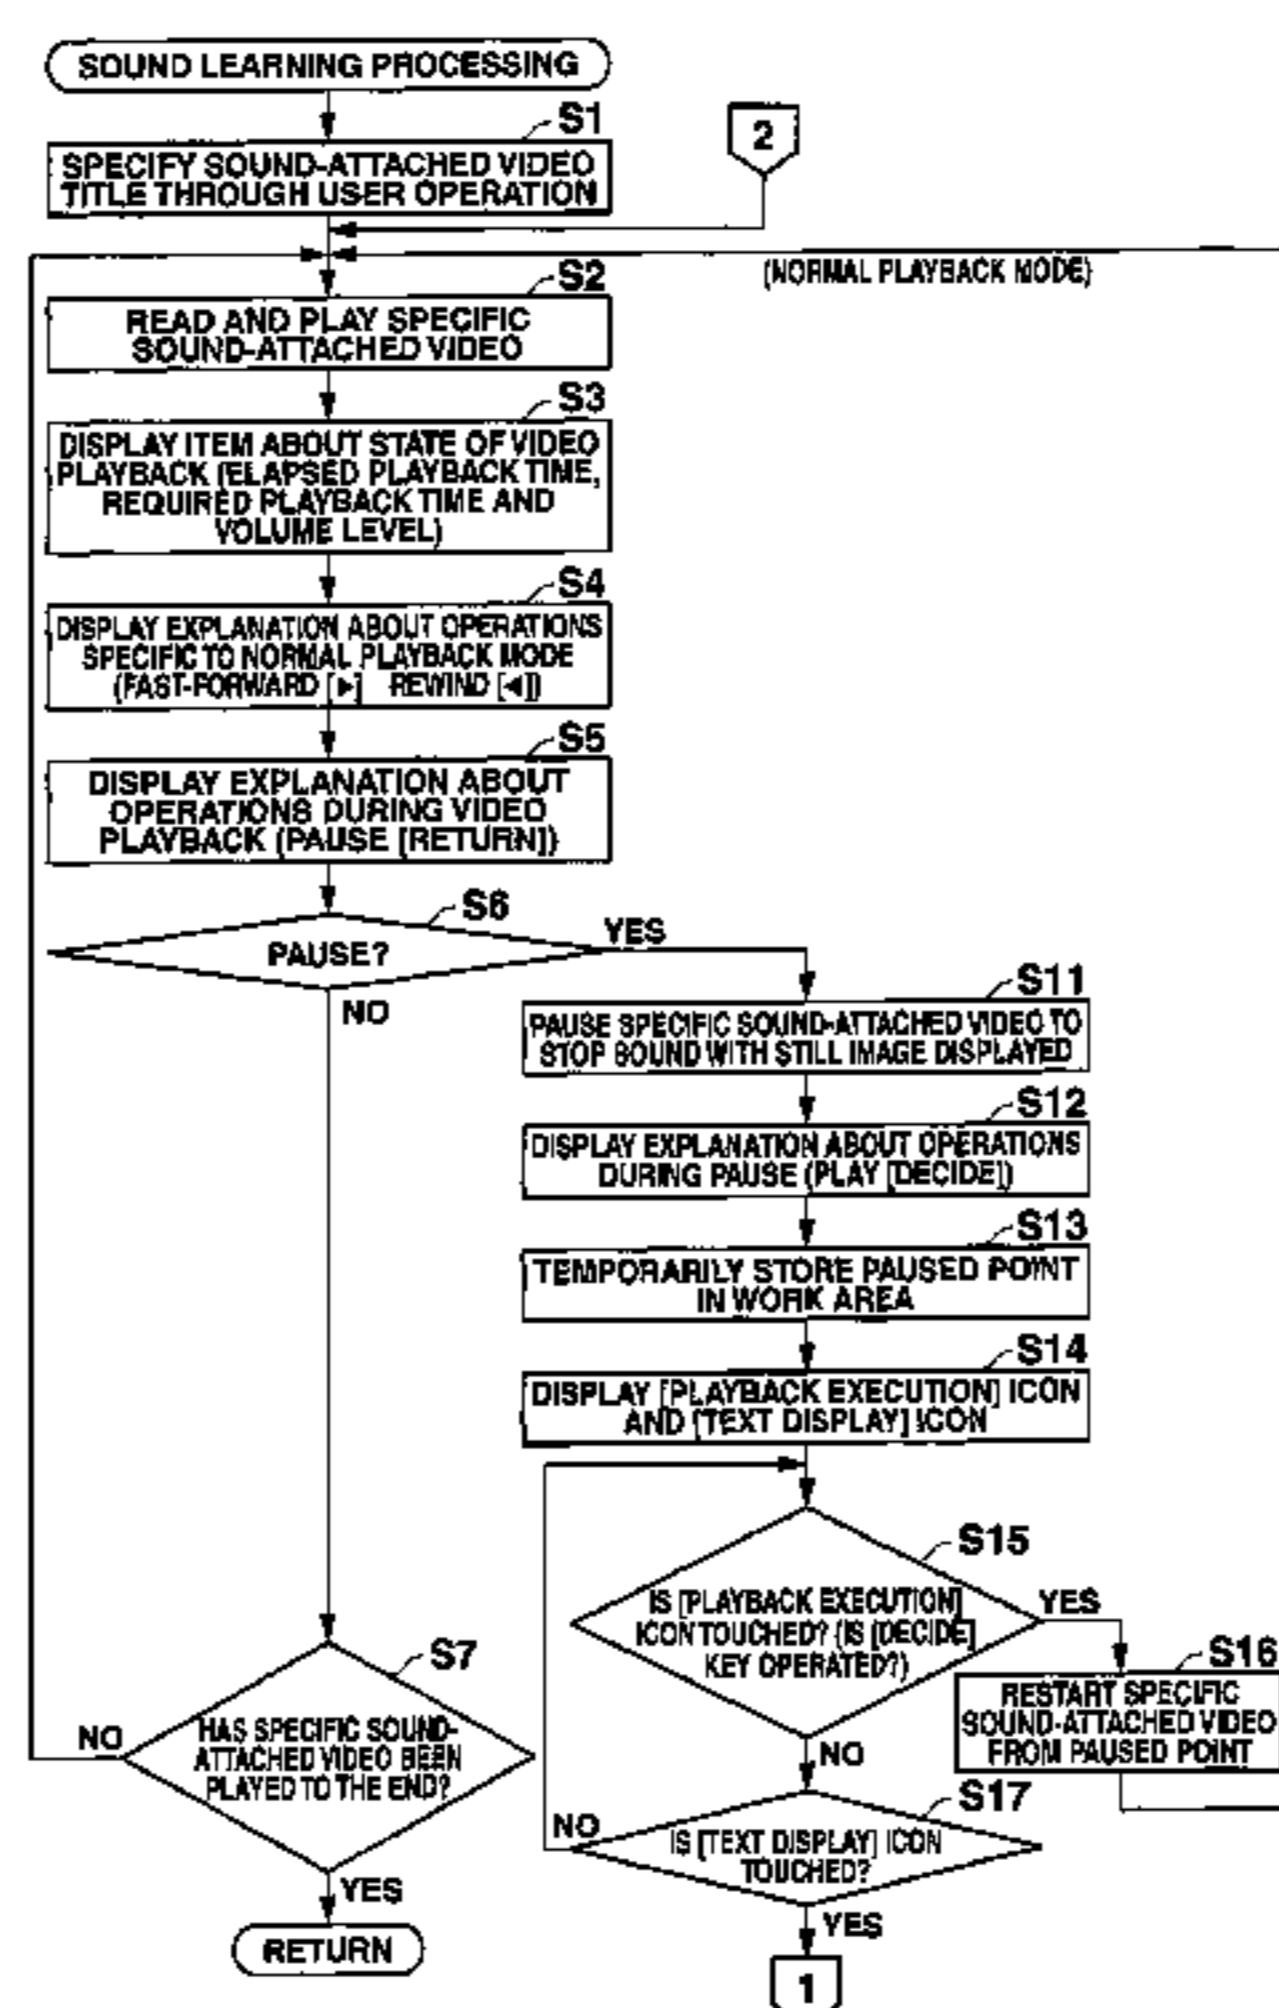 SOUND LEARNING PROCESSING
S1
SPECIFY SOUND-ATTACHED VIDEO
TITLE THROUGH USER OPERATION
2
(NORMAL PLAYBACK MODE)
S2
READ AND PLAY SPECIFIC
SOUND-ATTACHED VIDEO
S3
DISPLAY ITEM ABOUT STATE OF VIDEO
PLAYBACK (ELAPSED PLAYBACK TIME,
REQUIRED PLAYBACK TIME AND
VOLUME LEVEL)
S4
DISPLAY EXPLANATION ABOUT OPERATIONS
SPECIFIC TO NORMAL PLAYBACK MODE
(FAST-FORWARD [►] REWIND [◄])
S5
DISPLAY EXPLANATION ABOUT
OPERATIONS DURING VIDEO
PLAYBACK (PAUSE [RETURN])
S6
PAUSE?
YES
NO
S11
PAUSE SPECIFIC SOUND-ATTACHED VIDEO TO
STOP SOUND WITH STILL IMAGE DISPLAYED
S12
DISPLAY EXPLANATION ABOUT OPERATIONS
DURING PAUSE (PLAY [DECIDE])
S13
TEMPORARILY STORE PAUSED POINT
IN WORK AREA
S14
DISPLAY [PLAYBACK EXECUTION] ICON
AND [TEXT DISPLAY] ICON
S15
IS [PLAYBACK EXECUTION]
ICON TOUCHED? (IS [DECIDE]
KEY OPERATED?)
YES
NO
S16
RESTART SPECIFIC
SOUND-ATTACHED VIDEO
FROM PAUSED POINT
S7
HAS SPECIFIC SOUND-
ATTACHED VIDEO BEEN
PLAYED TO THE END?
NO
YES
RETURN
S17
IS [TEXT DISPLAY] ICON
TOUCHED?
NO
YES
1